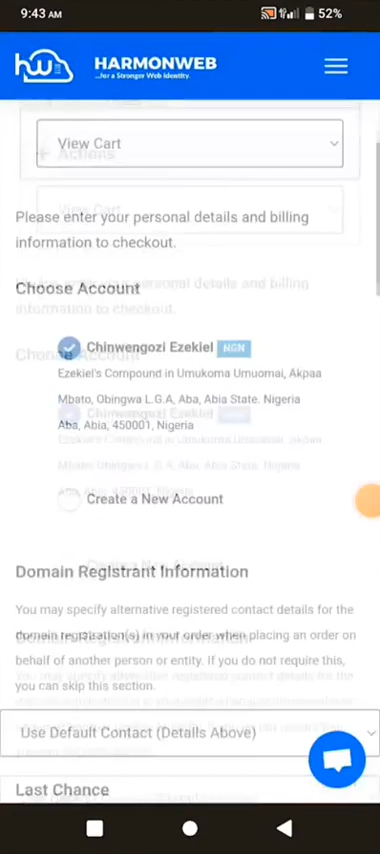 9:43 AM
52%
hw
HARMONWEB
...for a Stronger Web identity.
Actions
View Cart
View Cart
Please enter your personal details and billing
information to checkout.
Choose Account
Chinwengozi Ezekiel NGN
Ezekiel's Compound in Umukoma Umuomai, Akpaa
Mbato, Obingwa L.G.A, Aba, Abia State. Nigeria
Aba, Abia, 450001, Nigeria
Create a New Account
Domain Registrant Information
You may specify alternative registered contact details for the
domain registration(s) in your order when placing an order on
behalf of another person or entity. If you do not require this,
you can skip this section.
Use Default Contact (Details Above)
Last Chance